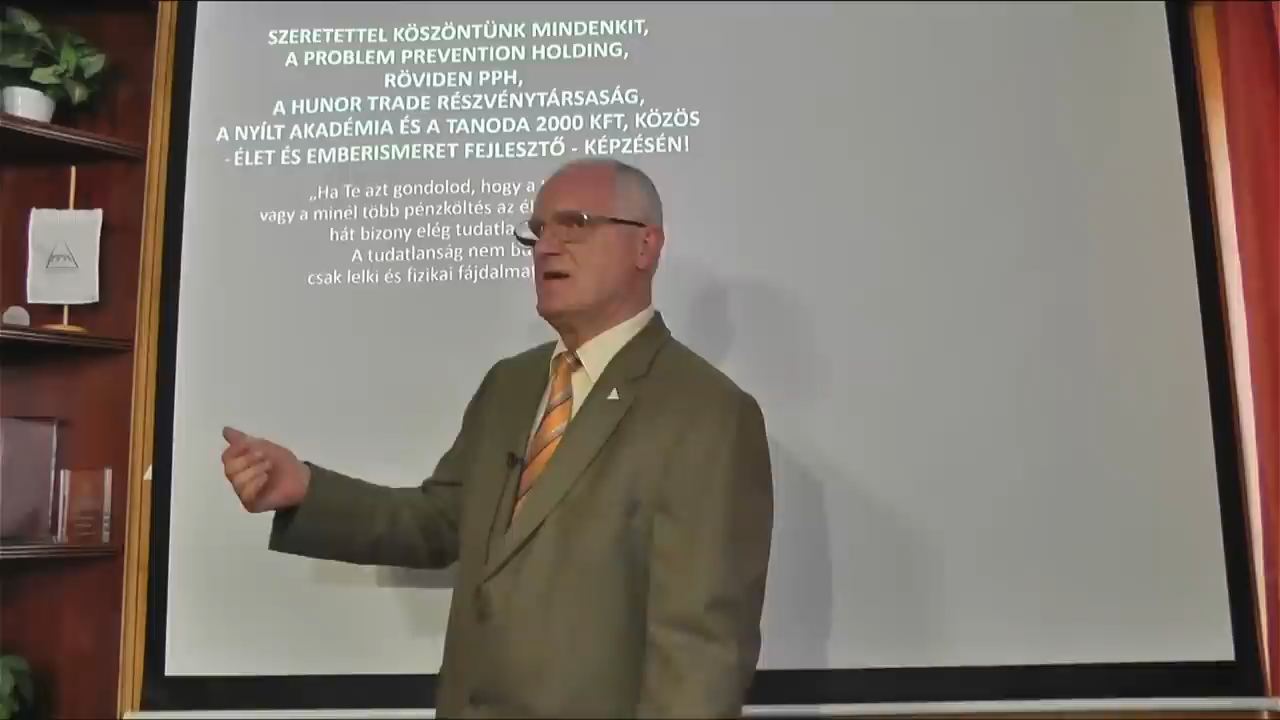 SZERETETTEL KÖSZÖNTÜNK MINDENKIT,
A PROBLEM PREVENTION HOLDING,
RÖVIDEN PPH,
A HUNOR TRADE RÉSZVÉNYTÁRSASÁG,
A NYÍLT AKADÉMIA ÉS A TANODA 2000 KFT, KÖZÖS
- ÉLET ÉS EMBERISMERET FEJLESZTŐ - KÉPZÉSÉN!
„Ha Te azt gondolod, hogy a
vagy a minél több pénzköltés az
hát bizony elég
A tudatlanság nem
csak lelki és fizikai